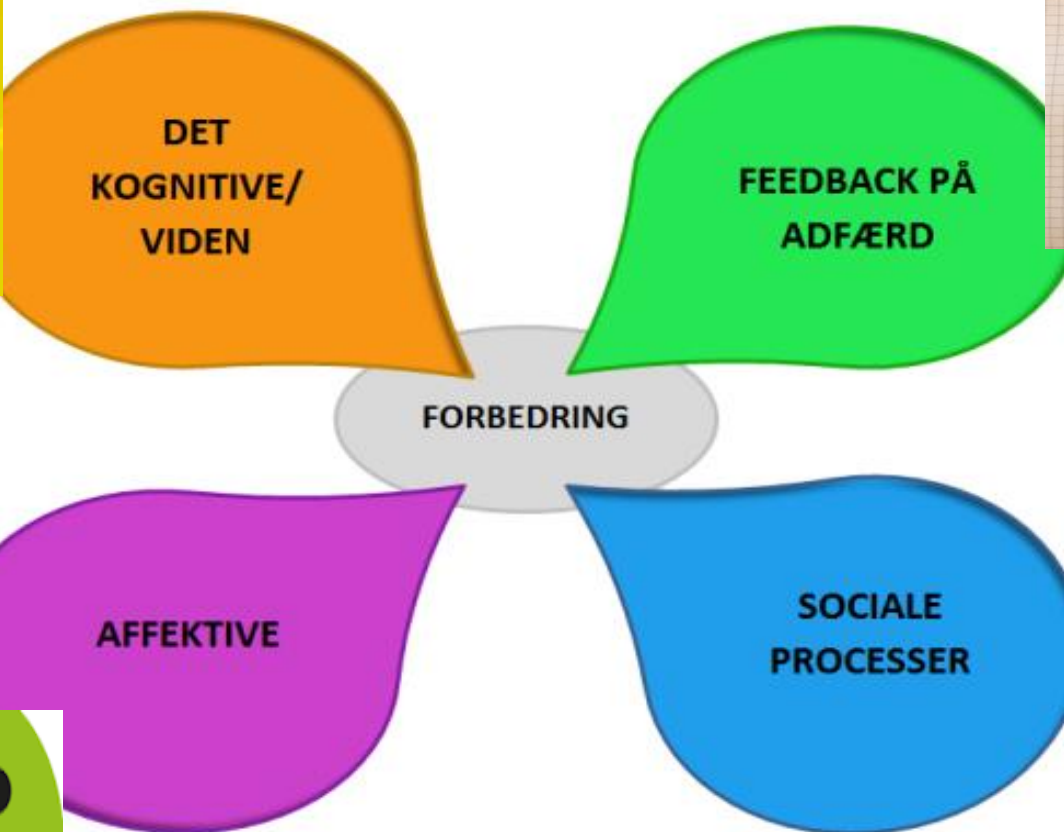 DET
KOGNITIVE/
VIDEN
FEEDBACK PÅ
ADFÆRD
FORBEDRING
AFFEKTIVE
SOCIALE
PROCESSER